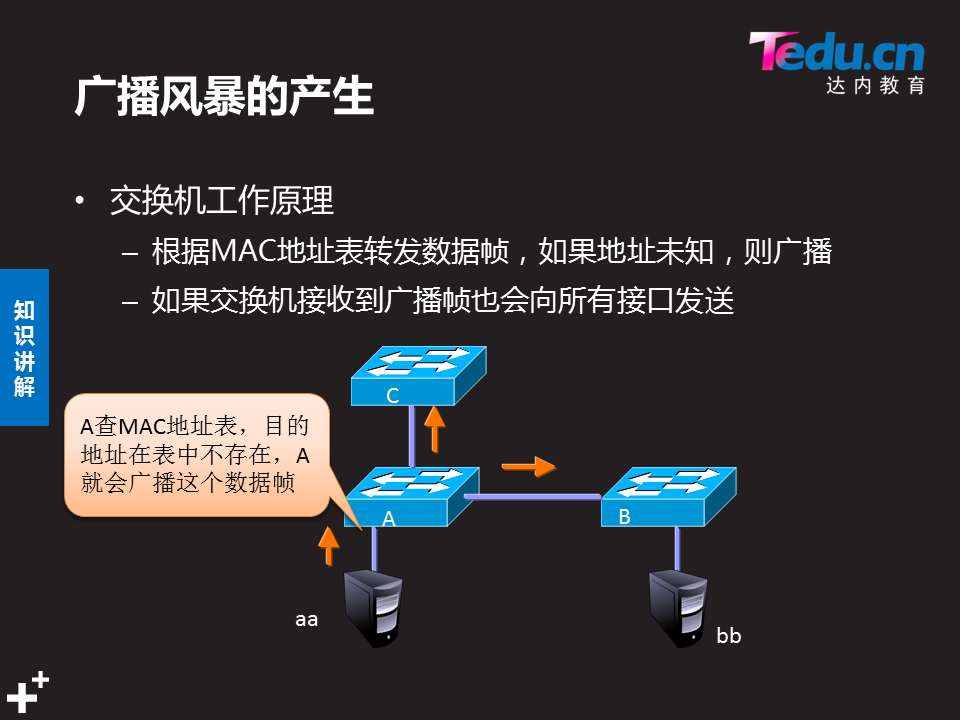 Tedu.cn
达内教育
广播风暴的产生
• 交换机工作原理
– 根据MAC地址表转发数据帧，如果地址未知，则广播
– 如果交换机接收到广播帧也会向所有接口发送
知
识
讲
解
C
A查MAC地址表，目的
地址在表中不存在，A
就会广播这个数据帧
A
B
aa
bb